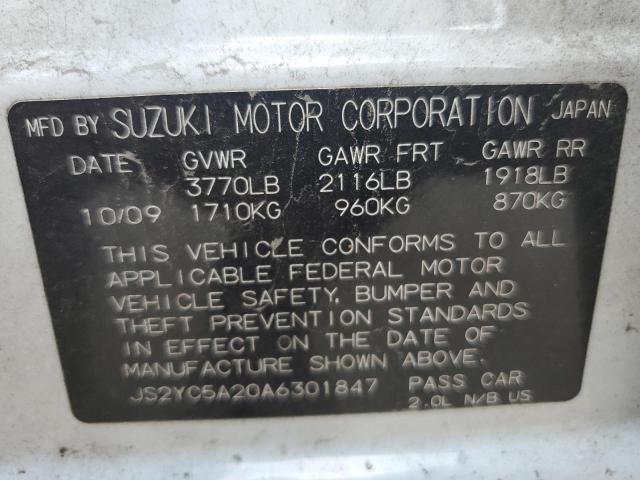 MFD BY SUZUKI MOTOR CORPORATION JAPAN
DATE GVWR GAWR FRT GAWR RR
3770LB 2116LB 1918LB
10/09 1710KG 960KG 870KG
THIS VEHICLE CONFORMS TO ALL
APPLICABLE FEDERAL MOTOR
VEHICLE SAFETY, BUMPER AND
THEFT PREVENTION STANDARDS
IN EFFECT ON THE DATE OF
MANUFACTURE SHOWN ABOVE.
JS2YC5A20A6301847 PASS CAR
2.0L N/B US